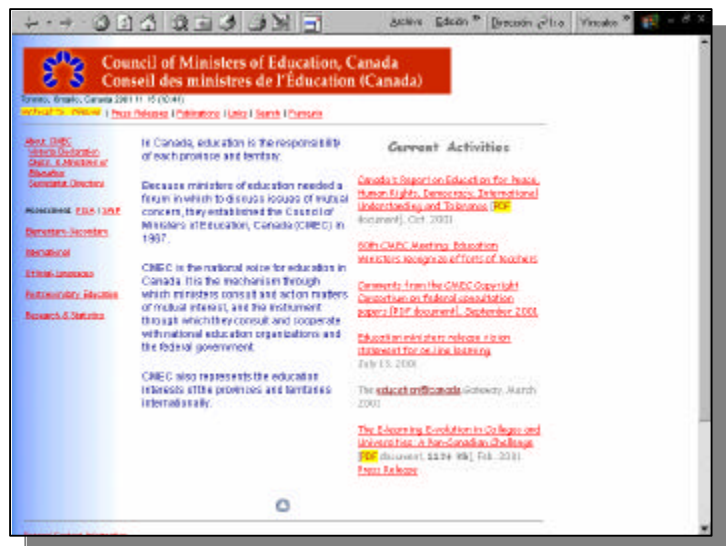 Archivo Edición » Dirección Vínculos »
Council of Ministers of Education, Canada
Conseil des ministres de l'Éducation (Canada)
Toronto, Ontario, Canada 2001 11 15
| Press Releases | Publications | Links | Search | Français
About CMEC
Victoria Declaration
Education
Secretariat Directory
Assessment
Elementary-Secondary
International
Official-Languages
Postsecondary Education
Research & Statistics
In Canada, education is the responsibility
of each province and territory.
Because ministers of education needed a
forum in which to discuss issues of mutual
concern, they established the Council of
Ministers of Education, Canada (CMEC) in
1967.
CMEC is the national voice for education in
Canada. It is the mechanism through
which ministers consult and act on matters
of mutual interest, and the instrument
through which they consult and cooperate
with national education organizations and
the federal government.
CMEC also represents the education
interests of the provinces and territories
internationally.
Current Activities
Canada's Report on Education for Peace,
Human Rights, Democracy, International
Understanding and Tolerance [PDF
document], Oct. 2001
60th CMEC Meeting: Education
Ministers recognize efforts of teachers
Comments from the CMEC Copyright
Consortium on federal consultation
papers [PDF document], September 2001
Education ministers release vision
statement for on line learning
July 13, 2001
The education@canada Gateway, March
2001
The E-learning E-volution in Colleges and
Universities: A Pan-Canadian Challenge
[PDF document, Kb], Feb. 2001
Press Release